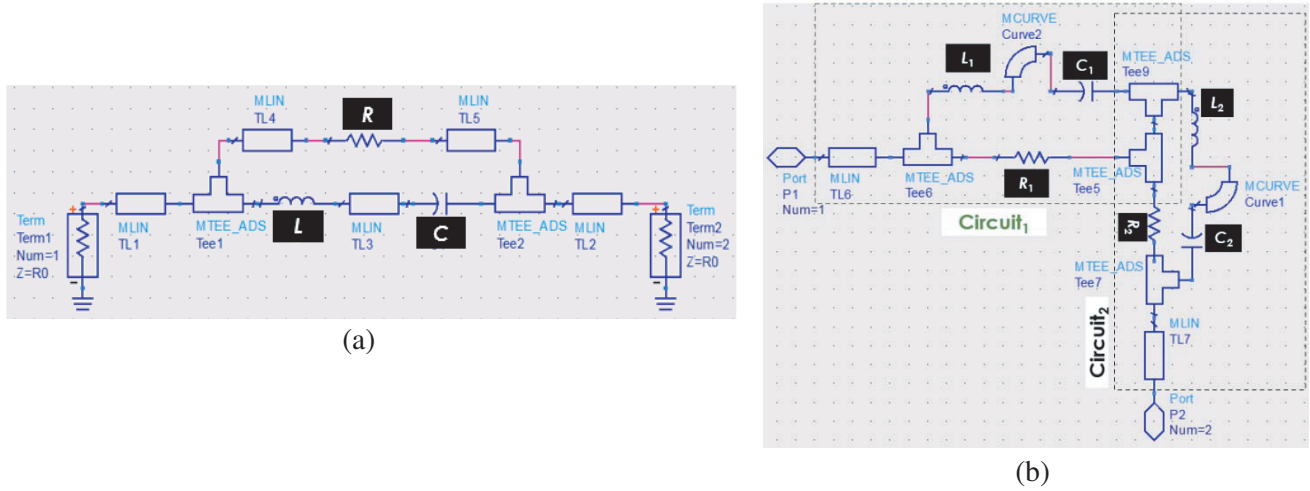 MLIN
TL4
R
MLIN
TL5
Term
Term1
Num=1
Z=R0
MLIN
TL1
MTEE_ADS
Tee1
L
MLIN
TL3
C
MTEE_ADS
Tee2
MLIN
TL2
Term
Term2
Num=2
Z=R0
(a)
MCURVE
Curve2
L1
C1
MTEE_ADS
Tee9
L2
Port
P1
Num=1
MLIN
TL6
MTEE_ADS
Tee6
R1
MTEE_ADS
Tee5
MCURVE
Curve1
Circuit1
R2
C2
MTEE_ADS
Tee7
Circuit2
MLIN
TL7
Port
P2
Num=2
(b)